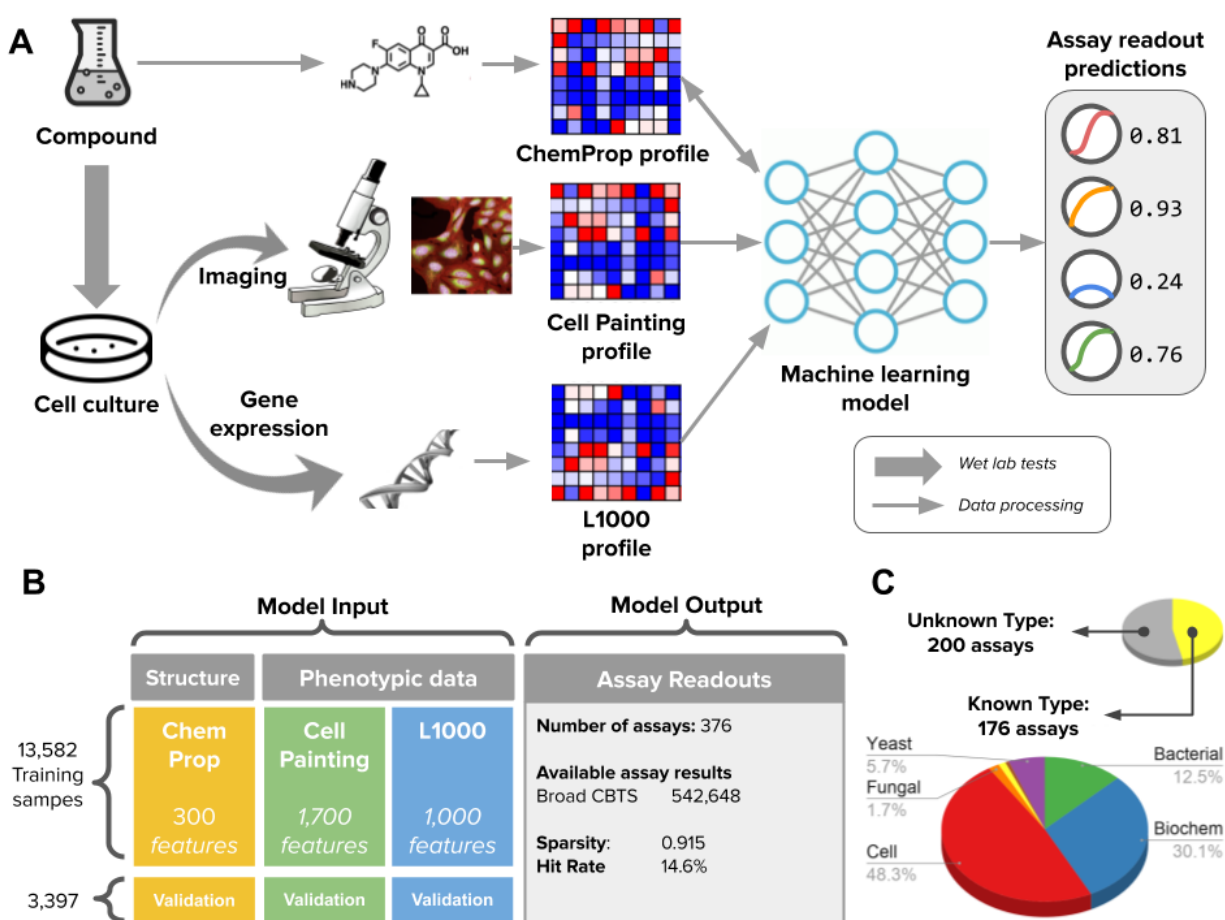 A
Compound
F
O
O
OH
N
N
HN
ChemProp profile
Assay readout
predictions
0.81
0.93
0.24
0.76
Imaging
Cell Painting
profile
Cell culture
Gene
expression
L1000
profile
Machine learning
model
Wet lab tests
Data processing
B
Model Input
Model Output
Structure
Phenotypic data
Assay Readouts
13,582
Training
sampes
Chem
Prop
300
features
Cell
Painting
1,700
features
L1000
1,000
features
Number of assays: 376
Available assay results
Broad CBTS 542,648
Sparsity: 0.915
Hit Rate 14.6%
3,397
Validation
Validation
Validation
C
Unknown Type:
200 assays
Known Type:
176 assays
Yeast
5.7%
Fungal
1.7%
Cell
48.3%
Bacterial
12.5%
Biochem
30.1%